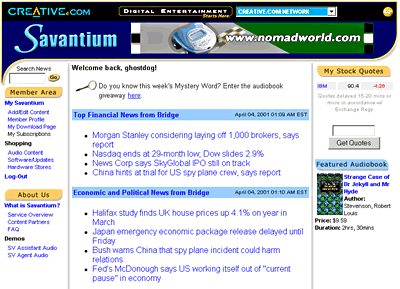 CREATIVE.COM
DIGITAL ENTERTAINMENT
Starts Here
CREATIVE.COM NETWORK
Savantium
www.nomadworld.com
Search News
Go
Member Area
My Savantium
Add/Edit Content
Member Profile
My Download Page
My Subscriptions
Shopping
Audio Content
Software/Updates
Hardware Stores
Log-Out
About Us
What is Savantium?
Service Overview
Content Partners
FAQ
Demos
SV Assistant Audio
SV Agent Audio
Welcome back, ghostdog!
Do you know this week's Mystery Word? Enter the audiobook
giveaway here.
Top Financial News from Bridge April 04, 2001 01:09 AM EST
Morgan Stanley considering laying off 1,000 brokers, says
report
Nasdaq ends at 29-month low; Dow slides 2.9%
News Corp says SkyGlobal IPO still on track
China hints at trial for US spy plane crew, says report
Economic and Political News from Bridge April 04, 2001 01:10 AM EST
Halifax study finds UK house prices up 4.1% on year in
March
Japan emergency economic package release delayed until
Friday
Bush warns China that spy plane incident could harm
relations
Fed's McDonough says US working itself out of "current
pause" in economy
My Stock Quotes
IBM 90.4 -4.26
Quotes delayed 15-20 mins or
more in accordance w/
Exchange Regs.
Get Quotes
Featured Audiobook
Strange Case of
Dr Jekyll and Mr
Hyde
Author:
Stevenson, Robert
Louis
Price: $9.59
Duration: 2hrs, 30mins